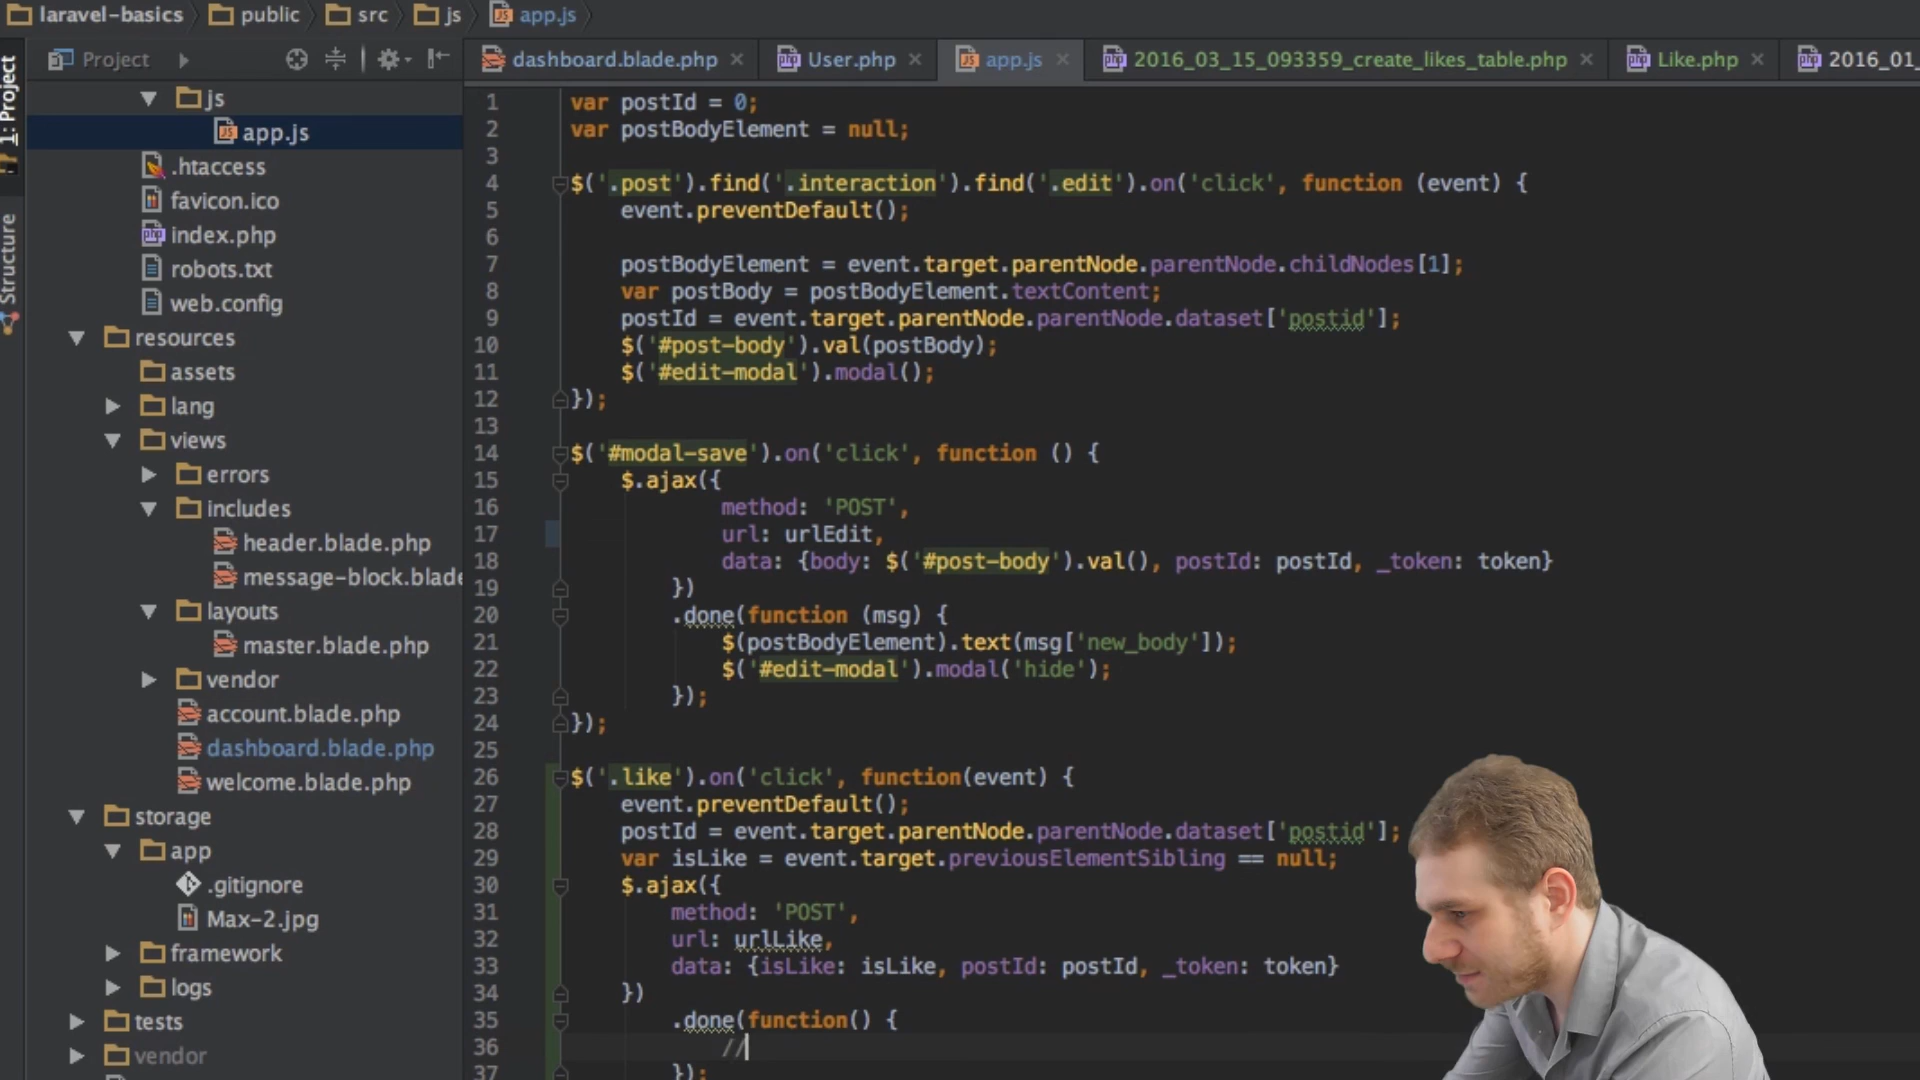 laravel-basics public src js app.js
1: Project
Structure
Project
js
app.js
.htaccess
favicon.ico
index.php
robots.txt
web.config
resources
assets
lang
views
errors
includes
header.blade.php
message-block.blade
layouts
master.blade.php
vendor
account.blade.php
dashboard.blade.php
welcome.blade.php
storage
app
.gitignore
Max-2.jpg
framework
logs
tests
vendor
dashboard.blade.php User.php app.js 2016_03_15_093359_create_likes_table.php Like.php 2016_01_
1 var postId = 0;
2 var postBodyElement = null;
3
4 $('.post').find('.interaction').find('.edit').on('click', function (event) {
5 event.preventDefault();
6
7 postBodyElement = event.target.parentNode.parentNode.childNodes[1];
8 var postBody = postBodyElement.textContent;
9 postId = event.target.parentNode.parentNode.dataset['postid'];
10 $('#post-body').val(postBody);
11 $('#edit-modal').modal();
12 });
13
14 $('#modal-save').on('click', function () {
15 $.ajax({
16 method: 'POST',
17 url: urlEdit,
18 data: {body: $('#post-body').val(), postId: postId, _token: token}
19 })
20 .done(function (msg) {
21 $(postBodyElement).text(msg['new_body']);
22 $('#edit-modal').modal('hide');
23 });
24 });
25
26 $('.like').on('click', function(event) {
27 event.preventDefault();
28 postId = event.target.parentNode.parentNode.dataset['postid'];
29 var isLike = event.target.previousElementSibling == null;
30 $.ajax({
31 method: 'POST',
32 url: urlLike,
33 data: {isLike: isLike, postId: postId, _token: token}
34 })
35 .done(function() {
36 //
37 });